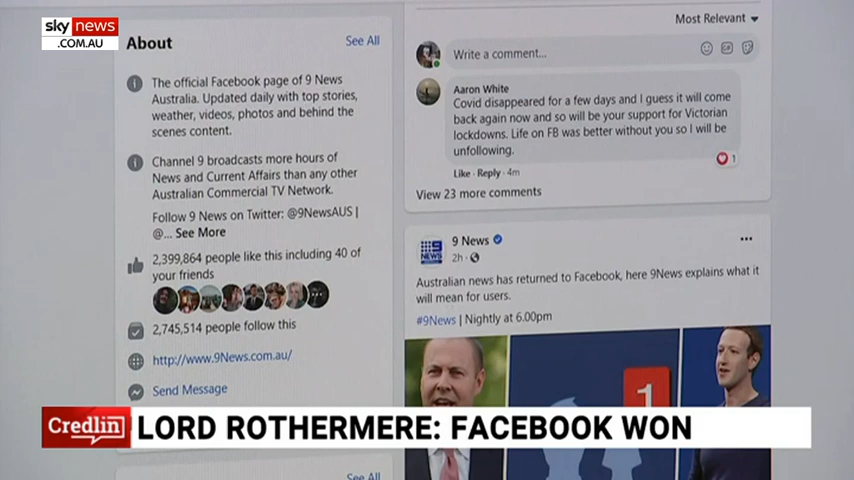 sky news
.COM.AU
About
See All
The official Facebook page of 9 News
Australia. Updated daily with top stories,
weather, videos, photos and behind the
scenes content.
Channel 9 broadcasts more hours of
News and Current Affairs than any other
Australian Commercial TV Network.
Follow 9 News on Twitter: @9NewsAUS |
@... See More
2,399,864 people like this including 40 of
your friends
2,745,514 people follow this
http://www.9News.com.au/
Send Message
See All
Most Relevant
Write a comment...
GIF
Aaron White
Covid disappeared for a few days and I guess it will come
back again now and so will be your support for Victorian
lockdowns. Life on FB was better without you so I will be
unfollowing.
1
Like · Reply · 4m
View 23 more comments
9 NEWS
9 News
2h ·
Australian news has returned to Facebook, here 9News explains what it
will mean for users.
#9News | Nightly at 6.00pm
1
Credlin
LORD ROTHERMERE: FACEBOOK WON